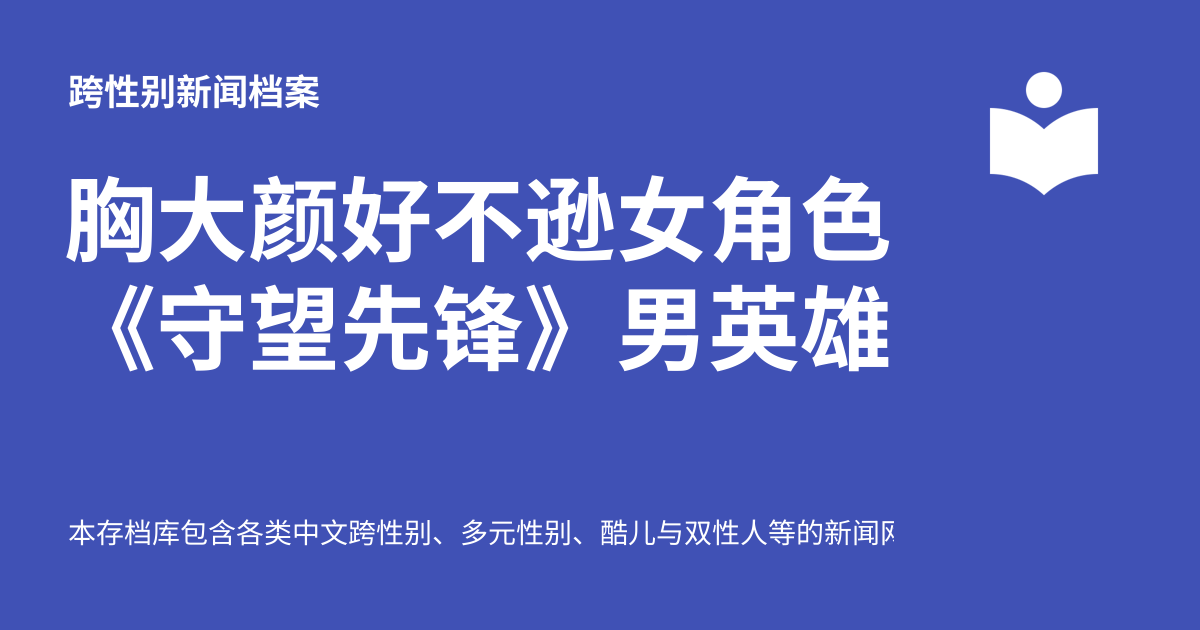 跨性别新闻档案
胸大颜好不逊女角色
《守望先锋》男英雄
本存档库包含各类中文跨性别、多元性别、酷儿与双性人等的新闻网